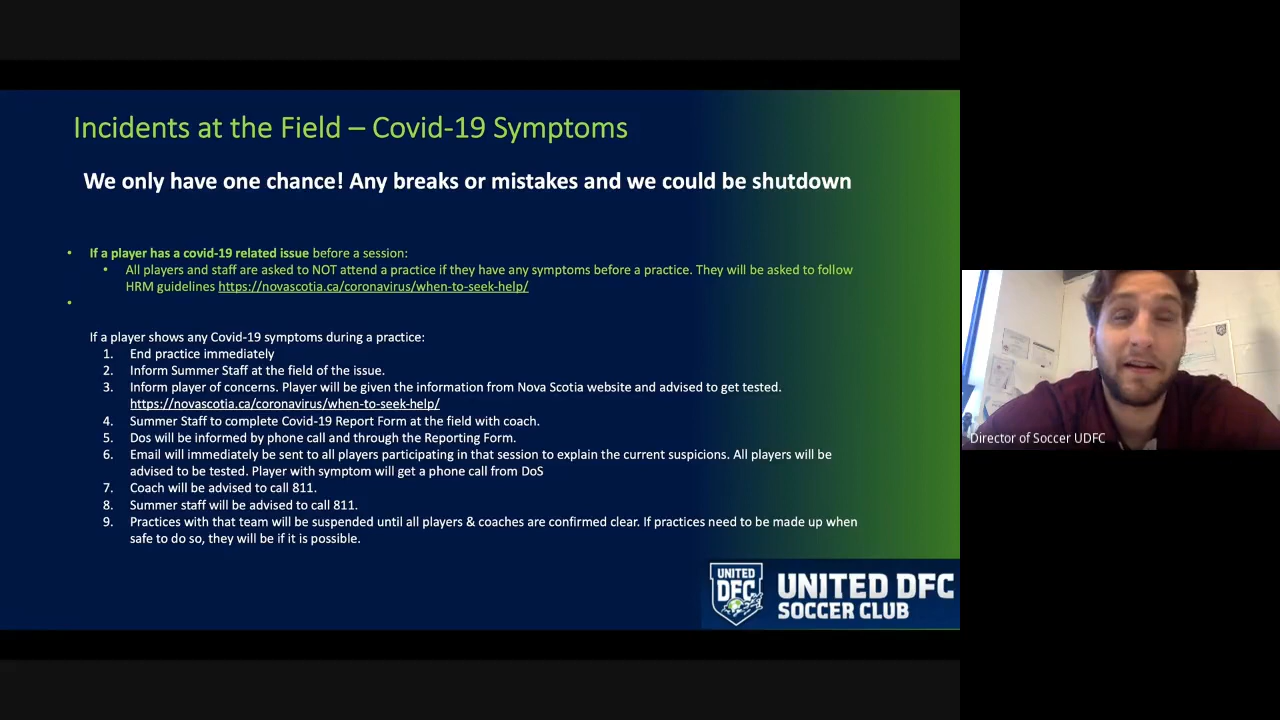 Incidents at the Field – Covid-19 Symptoms
We only have one chance! Any breaks or mistakes and we could be shutdown
• If a player has a covid-19 related issue before a session:
• All players and staff are asked to NOT attend a practice if they have any symptoms before a practice. They will be asked to follow
HRM guidelines https://novascotia.ca/coronavirus/when-to-seek-help/
•
If a player shows any Covid-19 symptoms during a practice:
1. End practice immediately
2. Inform Summer Staff at the field of the issue.
3. Inform player of concerns. Player will be given the information from Nova Scotia website and advised to get tested.
https://novascotia.ca/coronavirus/when-to-seek-help/
4. Summer Staff to complete Covid-19 Report Form at the field with coach.
5. Dos will be informed by phone call and through the Reporting Form.
6. Email will immediately be sent to all players participating in that session to explain the current suspicions. All players will be
advised to be tested. Player with symptom will get a phone call from DoS
7. Coach will be advised to call 811.
8. Summer staff will be advised to call 811.
9. Practices with that team will be suspended until all players & coaches are confirmed clear. If practices need to be made up when
safe to do so, they will be if it is possible.
UNITED
DFC
UNITED DFC
SOCCER CLUB
Director of Soccer UDFC